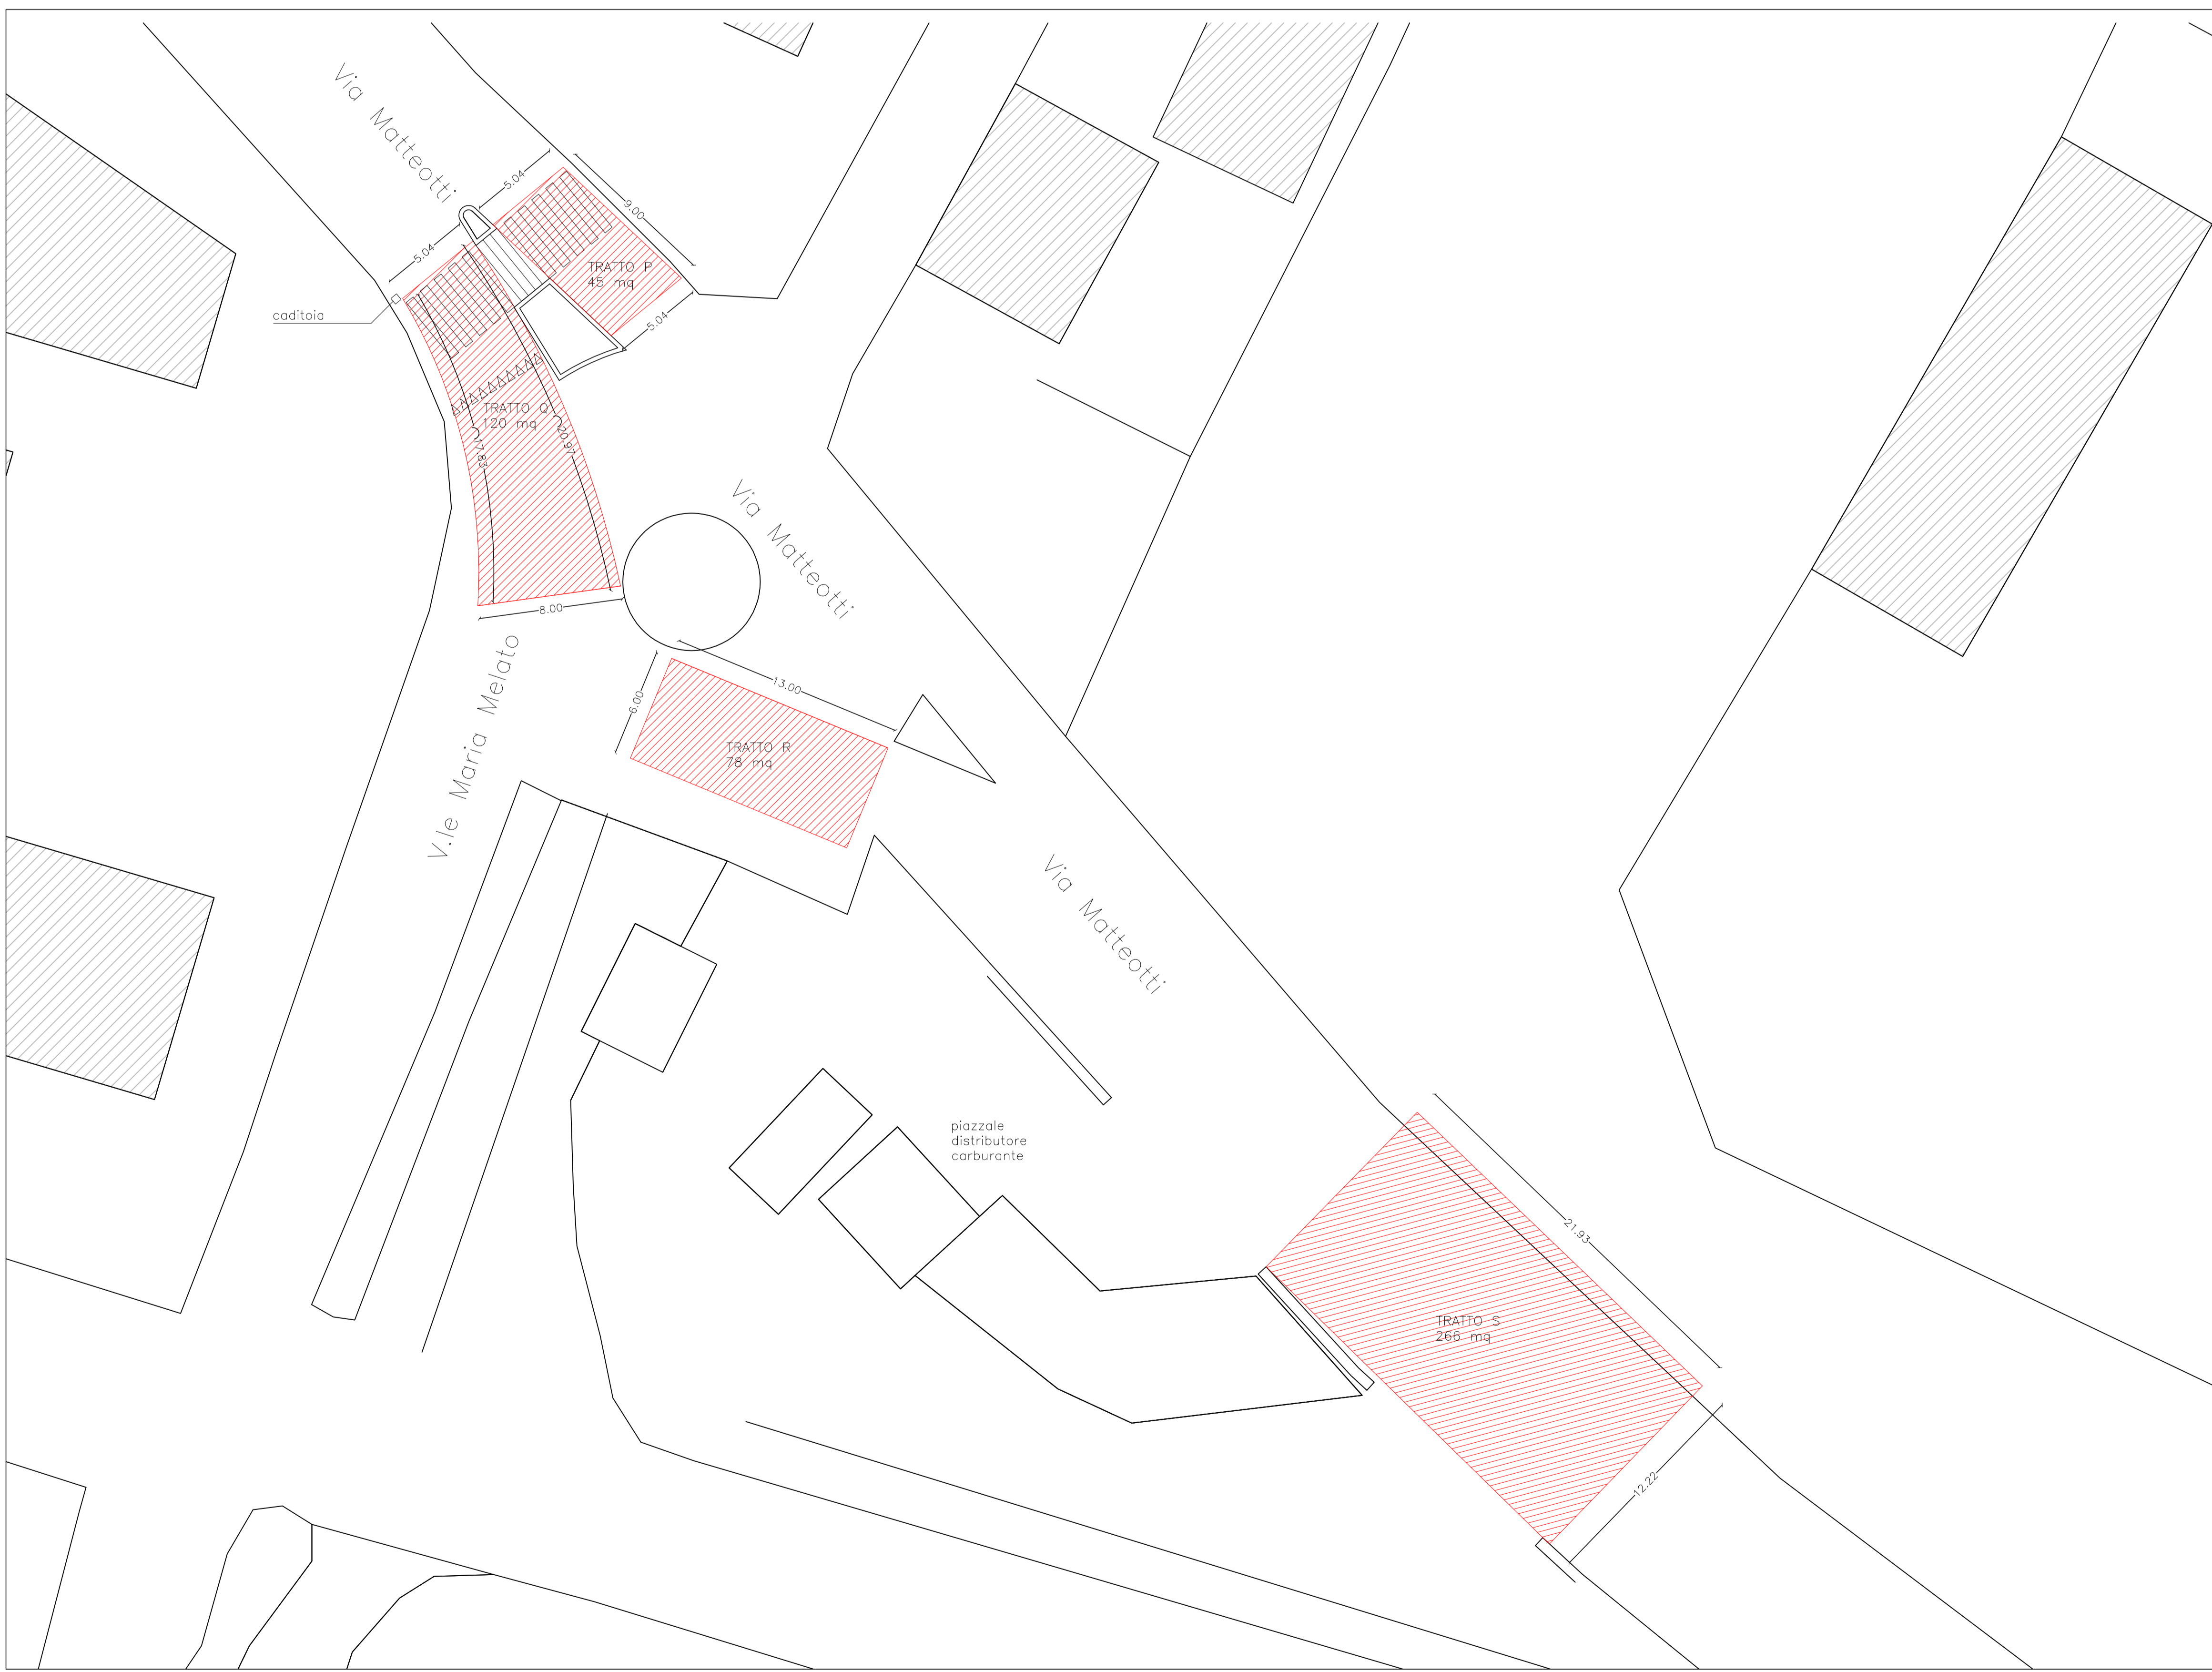 Via Matteotti
5.04
9.00
5.04
TRATTO P
45 mq
caditoia
5.04
TRATTO Q
120 mq
17.83
20.97
Via Matteotti
8.00
V.le Maria Melato
13.00
6.00
TRATTO R
78 mq
Via Matteotti
piazzale
distributore
carburante
21.93
TRATTO S
266 mq
12.22